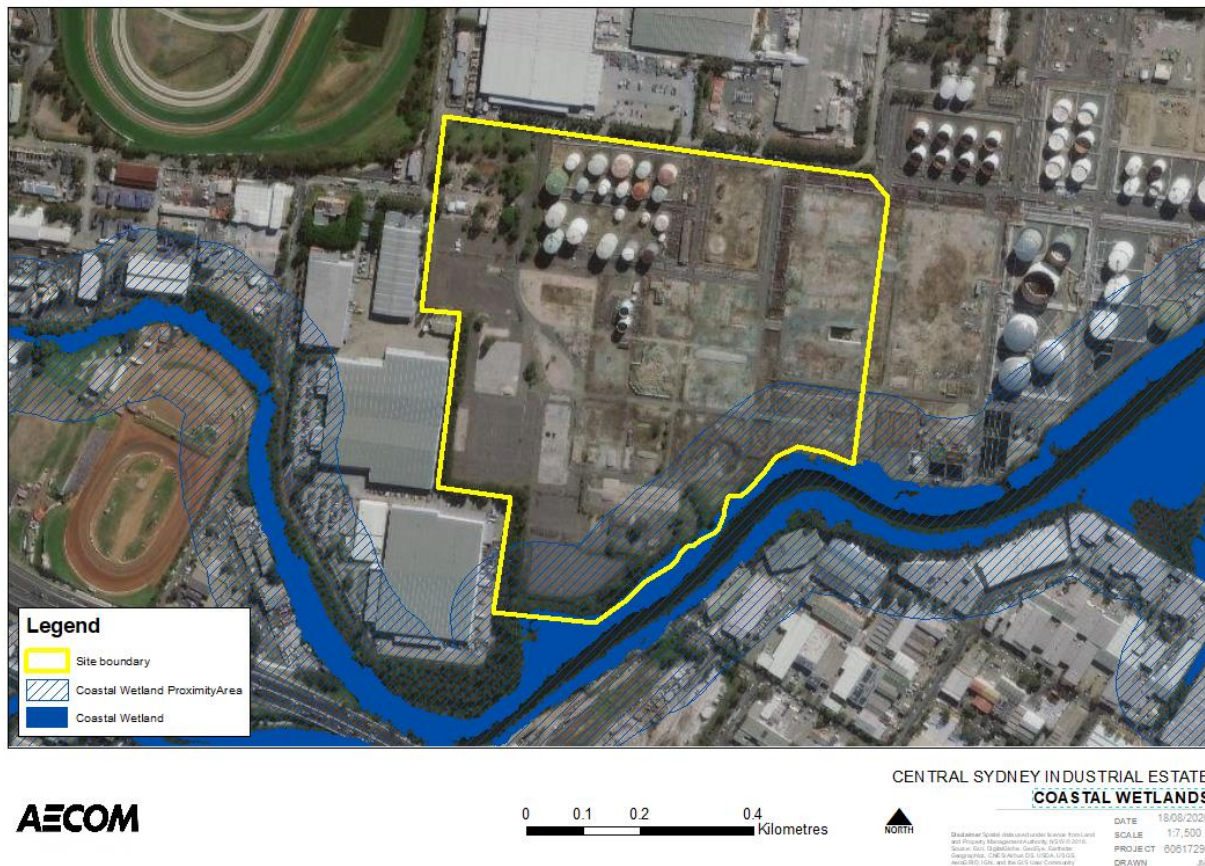 Legend
Site boundary
Coastal Wetland ProximityArea
Coastal Wetland
AECOM
0 0.1 0.2 0.4
Kilometres
NORTH
CENTRAL SYDNEY INDUSTRIAL ESTATE
COASTAL WETLANDS
DATE
SCALE 1:7,500
PROJECT 6061729
DRAWN